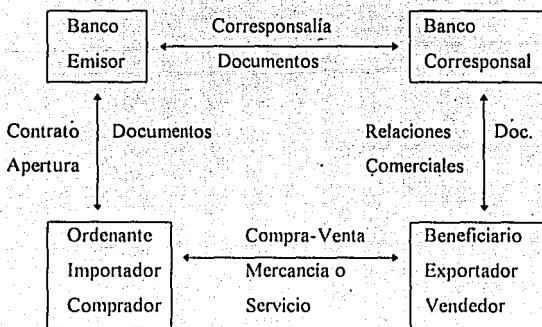 Banco Corresponsalía Banco
Emisor Documentos Corresponsal
Contrato Documentos Relaciones Doc.
Apertura Comerciales
Ordenante Compra-Venta Beneficiario
Importador Mercancía o Exportador
Comprador Servicio Vendedor